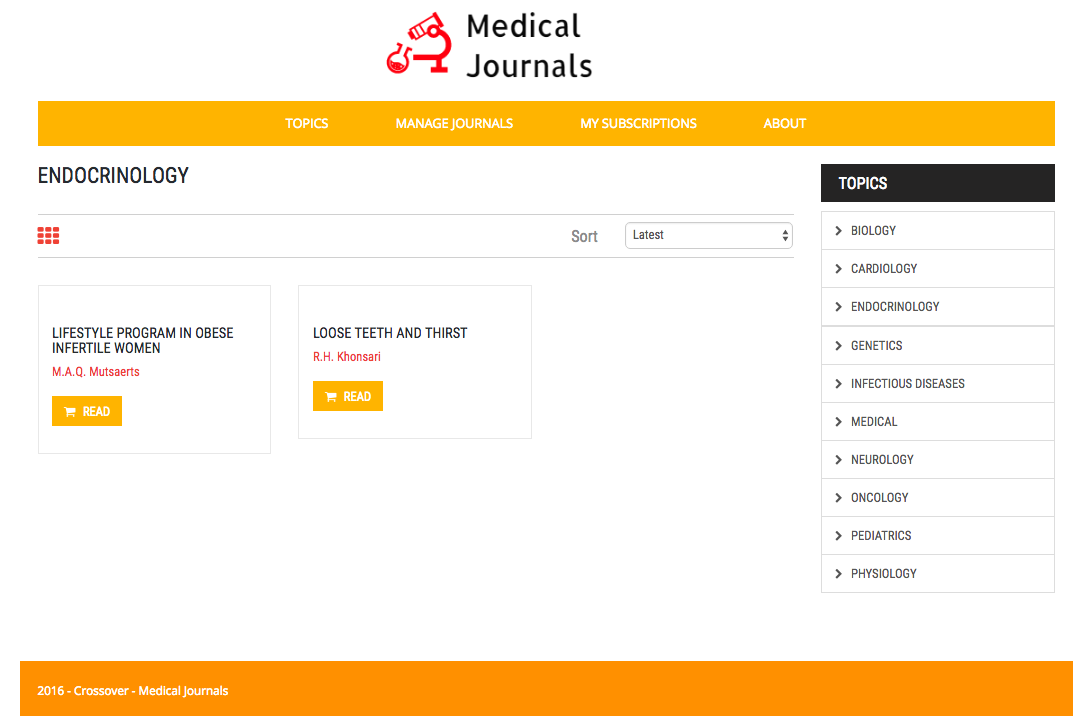 Medical
Journals
TOPICS MANAGE JOURNALS MY SUBSCRIPTIONS ABOUT
ENDOCRINOLOGY
Sort Latest
LIFESTYLE PROGRAM IN OBESE
INFERTILE WOMEN
M.A.Q. Mutsaerts
READ
LOOSE TEETH AND THIRST
R.H. Khonsari
READ
TOPICS
BIOLOGY
CARDIOLOGY
ENDOCRINOLOGY
GENETICS
INFECTIOUS DISEASES
MEDICAL
NEUROLOGY
ONCOLOGY
PEDIATRICS
PHYSIOLOGY
2016 - Crossover - Medical Journals